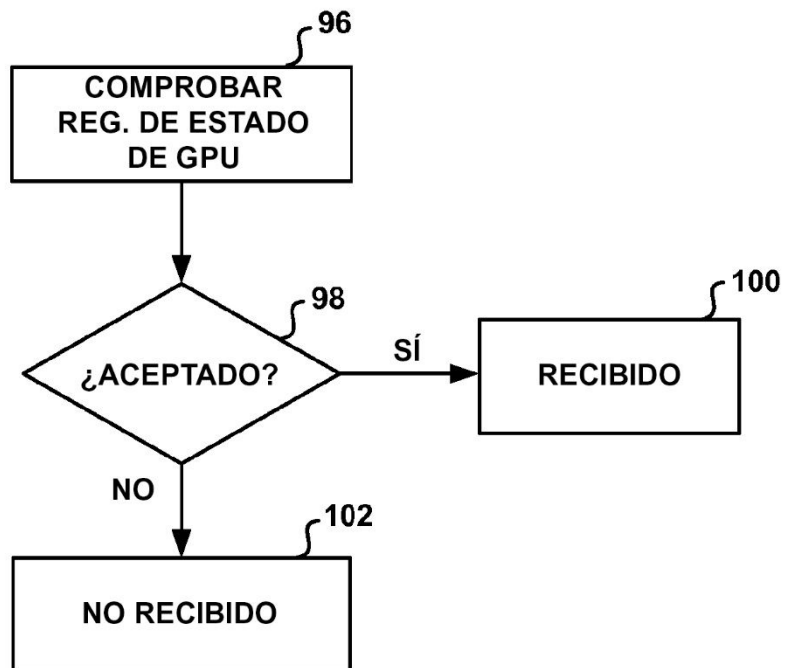 96
COMPROBAR
REG. DE ESTADO
DE GPU
98
¿ACEPTADO?
SÍ
100
RECIBIDO
NO
102
NO RECIBIDO